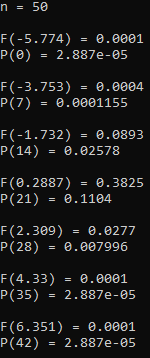 n = 50
F(-5.774) = 0.0001
P(0) = 2.887e-05
F(-3.753) = 0.0004
P(7) = 0.0001155
F(-1.732) = 0.0893
P(14) = 0.02578
F(0.2887) = 0.3825
P(21) = 0.1104
F(2.309) = 0.0277
P(28) = 0.007996
F(4.33) = 0.0001
P(35) = 2.887e-05
F(6.351) = 0.0001
P(42) = 2.887e-05